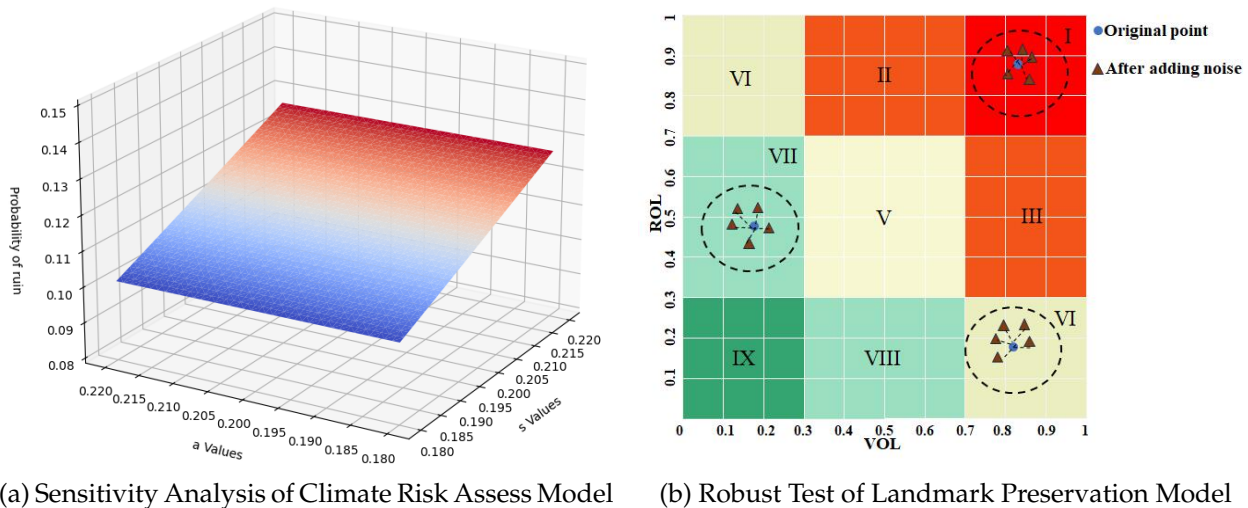 0.15
0.14
0.13
0.12
0.11
0.10
0.09
0.08
Probability of ruin
0.220
0.215
0.210
0.205
0.200
0.195
0.190
0.185
0.180
a Values
0.180
0.185
0.190
0.195
0.200
0.205
0.210
0.215
0.220
s Values
1
0.9
0.8
0.7
0.6
0.5
0.4
0.3
0.2
0.1
ROL
VI
II
I
VII
V
III
IX
VIII
VI
0 0.1 0.2 0.3 0.4 0.5 0.6 0.7 0.8 0.9 1
VOL
Original point
After adding noise
(a) Sensitivity Analysis of Climate Risk Assess Model
(b) Robust Test of Landmark Preservation Model